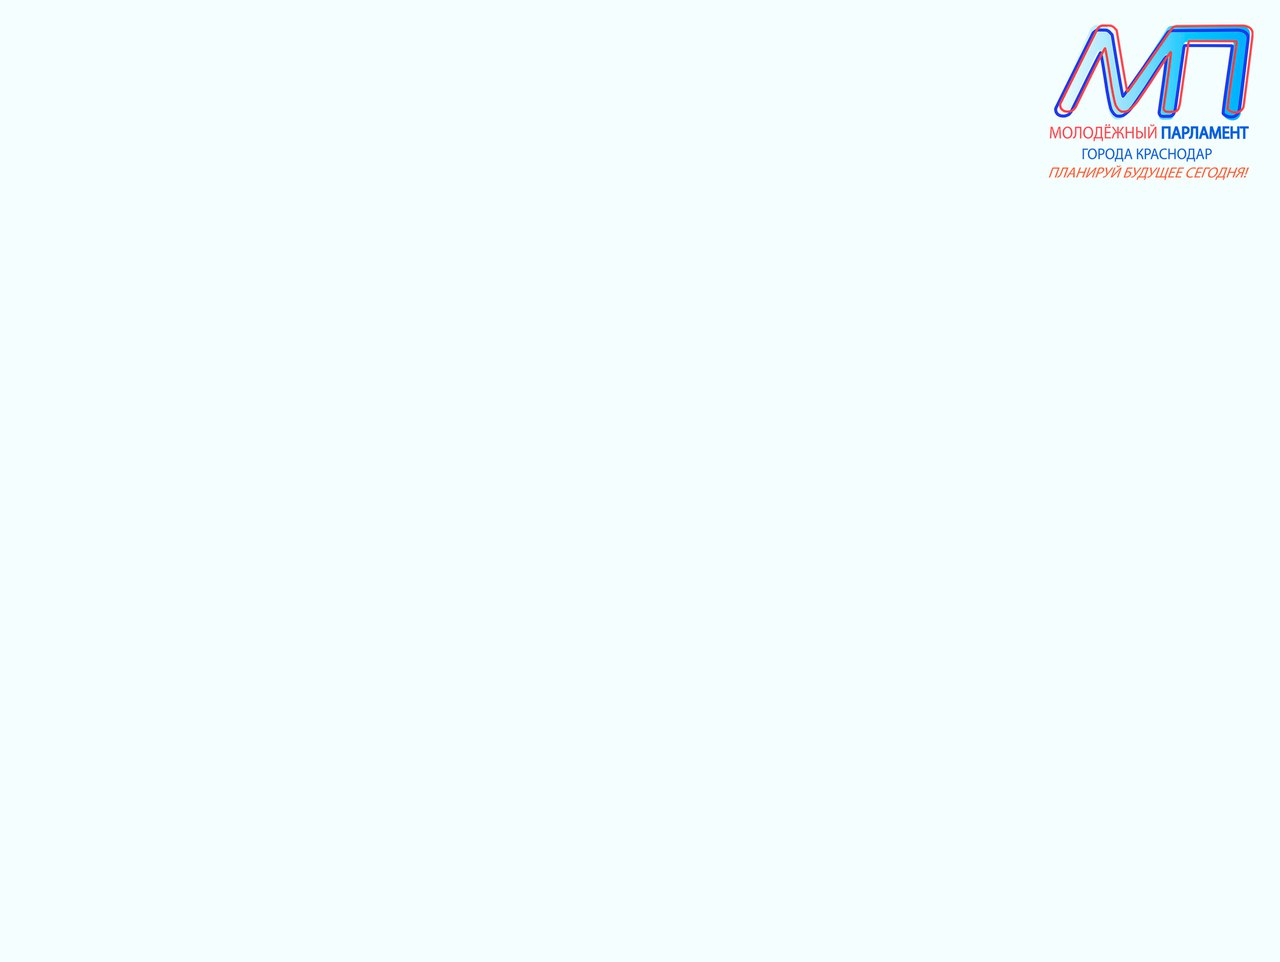 МП
МОЛОДЁЖНЫЙ ПАРЛАМЕНТ
ГОРОДА КРАСНОДАР
ПЛАНИРУЙ БУДУЩЕЕ СЕГОДНЯ!